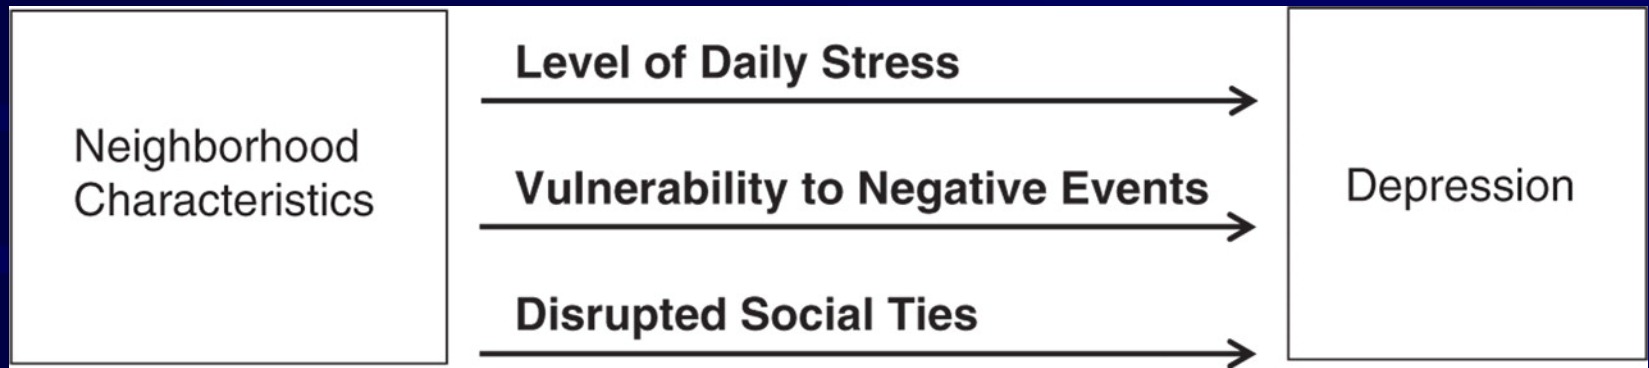 Neighborhood
Characteristics
Level of Daily Stress
Vulnerability to Negative Events
Disrupted Social Ties
Depression